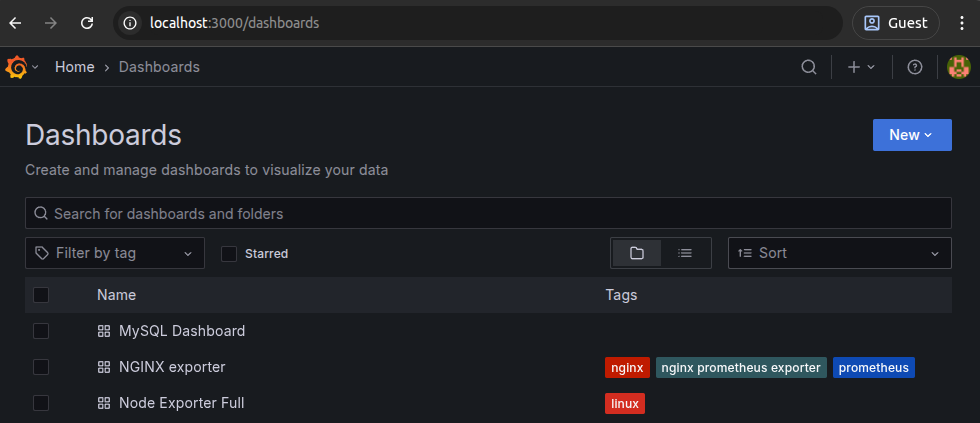 localhost:3000/dashboards
Guest
Home › Dashboards
Dashboards
New
Create and manage dashboards to visualize your data
Search for dashboards and folders
Filter by tag
Starred
Sort
Name Tags
MySQL Dashboard
NGINX exporter nginx nginx prometheus exporter prometheus
Node Exporter Full linux